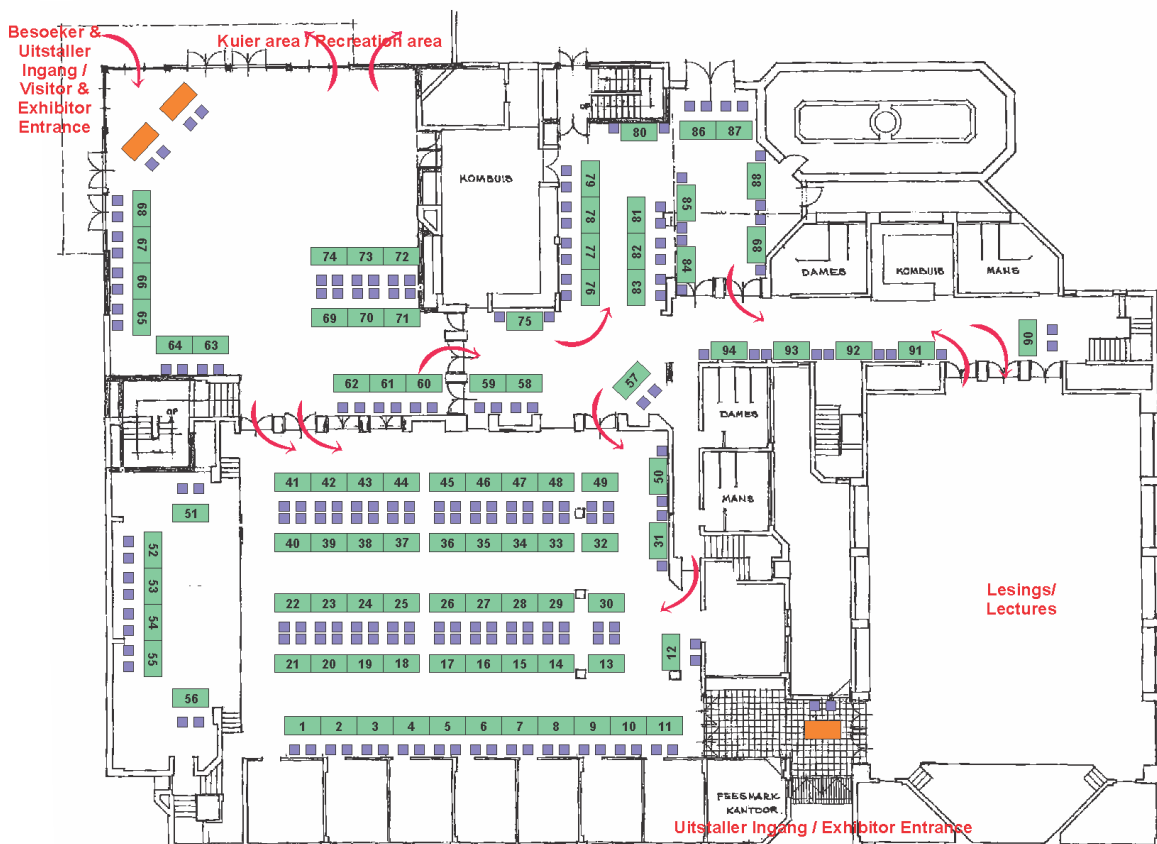 Besoeker &
Uitstaller
Ingang /
Visitor &
Exhibitor
Entrance
Kuier area / Recreation area
OP
80
86 87
KOMBUIS
79
78
77
76
81
82
83
85
84
88
89
68
67
66
65
74 73 72
69 70 71
75
64 63
62 61 60
59 58
57
DAMES
KOMBUIS
MANS
94 93 92 91
90
OP
DAMES
MANS
41 42 43 44 45 46 47 48 49
50
51
40 39 38 37 36 35 34 33 32
31
52
53
54
55
56
22 23 24 25 26 27 28 29 30
21 20 19 18 17 16 15 14 13
12
1 2 3 4 5 6 7 8 9 10 11
Lesings/
Lectures
FEESMARK
KANTOOR.
Uitstaller Ingang / Exhibitor Entrance